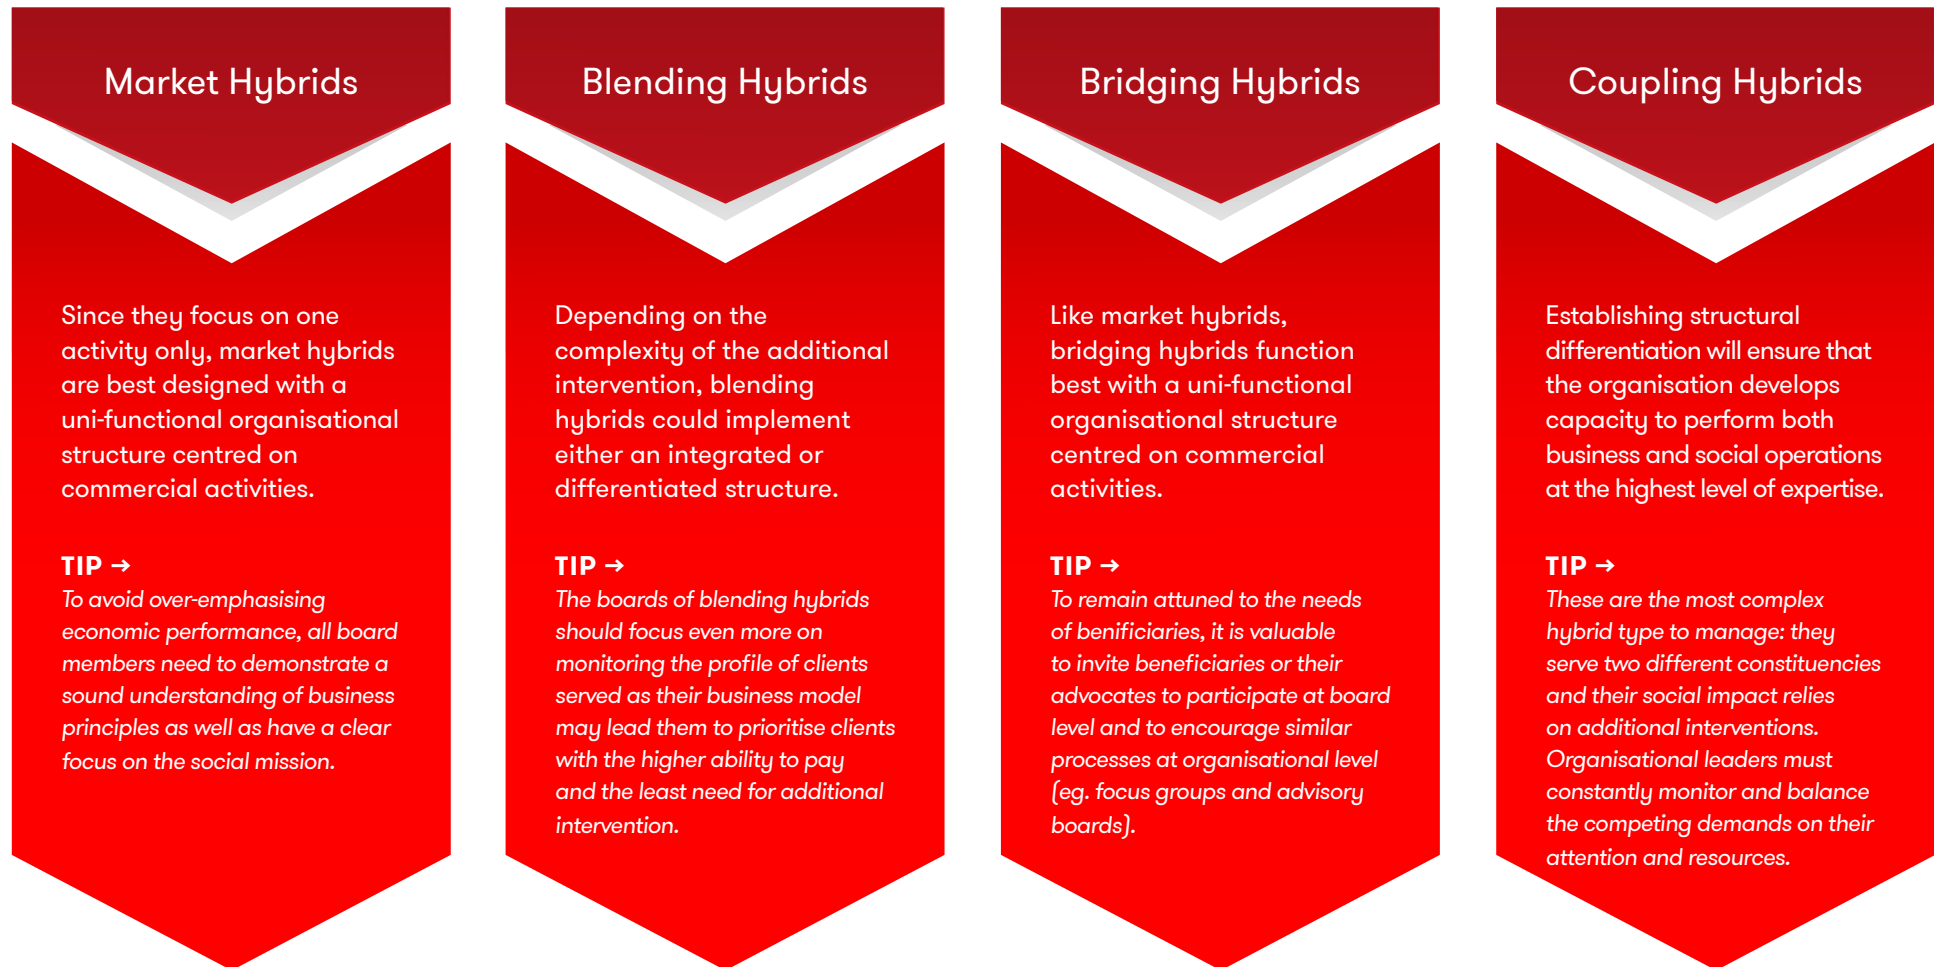 Market Hybrids
Since they focus on one
activity only, market hybrids
are best designed with a
uni-functional organisational
structure centred on
commercial activities.
TIP →
To avoid over-emphasising
economic performance, all board
members need to demonstrate a
sound understanding of business
principles as well as have a clear
focus on the social mission.
Blending Hybrids
Depending on the
complexity of the additional
intervention, blending
hybrids could implement
either an integrated or
differentiated structure.
TIP →
The boards of blending hybrids
should focus even more on
monitoring the profile of clients
served as their business model
may lead them to prioritise clients
with the higher ability to pay
and the least need for additional
intervention.
Bridging Hybrids
Like market hybrids,
bridging hybrids function
best with a uni-functional
organisational structure
centred on commercial
activities.
TIP →
To remain attuned to the needs
of benificiaries, it is valuable
to invite beneficiaries or their
advocates to participate at board
level and to encourage similar
processes at organisational level
(eg. focus groups and advisory
boards).
Coupling Hybrids
Establishing structural
differentiation will ensure that
the organisation develops
capacity to perform both
business and social operations
at the highest level of expertise.
TIP →
These are the most complex
hybrid type to manage: they
serve two different constituencies
and their social impact relies
on additional interventions.
Organisational leaders must
constantly monitor and balance
the competing demands on their
attention and resources.